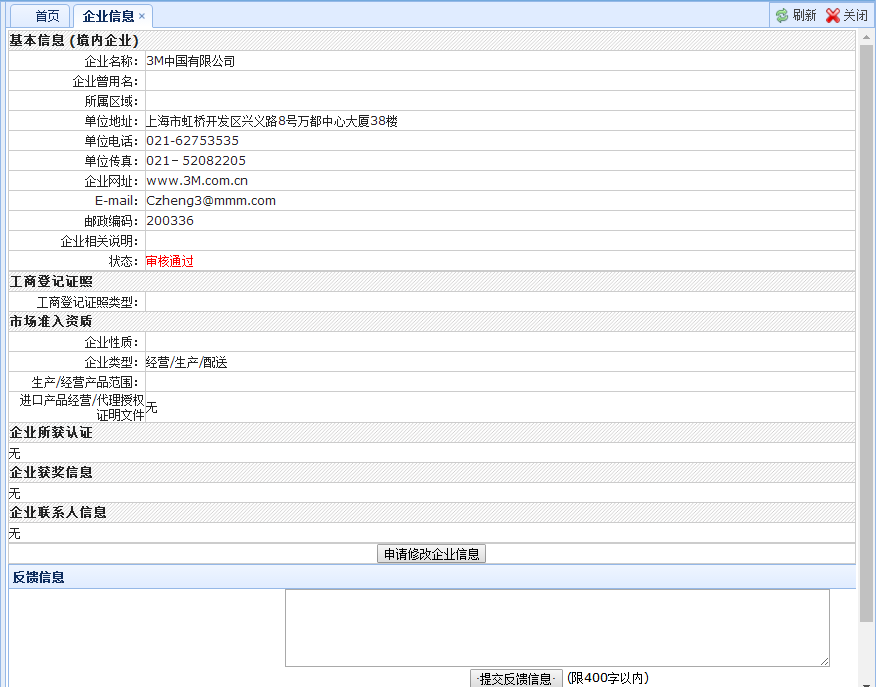 首页 企业信息 × 刷新 关闭
基本信息 (境内企业)
企业名称： 3M中国有限公司
企业曾用名：
所属区域：
单位地址： 上海市虹桥开发区兴义路8号万都中心大厦38楼
单位电话： 021-62753535
单位传真： 021－52082205
企业网址： www.3M.com.cn
E-mail： Czheng3@mmm.com
邮政编码： 200336
企业相关说明：
状态： 审核通过
工商登记证照
工商登记证照类型：
市场准入资质
企业性质：
企业类型： 经营/生产/配送
生产/经营产品范围：
进口产品经营/代理授权
证明文件 无
企业所获认证
无
企业获奖信息
无
企业联系人信息
无
申请修改企业信息
反馈信息
·提交反馈信息· (限400字以内)